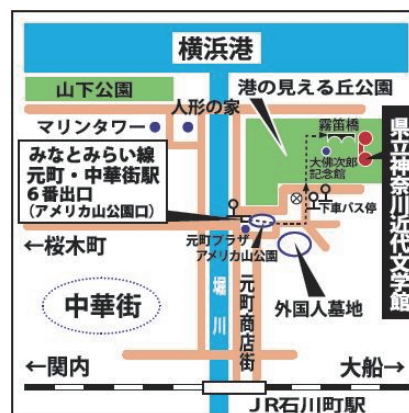 横浜港
山下公園
港の見える丘公園
人形の家
マリンタワー
霧笛橋
大佛次郎
記念館
県立神奈川近代文学館
みなとみらい線
元町・中華街駅
6番出口
(アメリカ山公園口)
下車バス停
元町プラザ
アメリカ山公園
←桜木町
堀川
元町商店街
外国人墓地
中華街
←関内
大船→
JR石川町駅